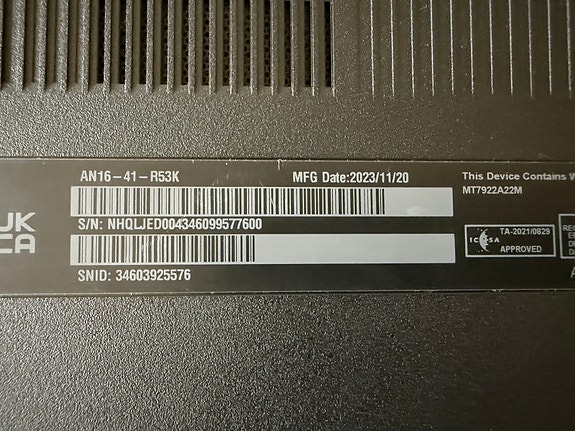 AN16-41-R53K
MFG Date:2023/11/20
S/N: NHQLJED004346099577600
SNID: 34603925576
UK
CA
This Device Contains W
MT7922A22M
ICASA
TA-2021/0829
APPROVED